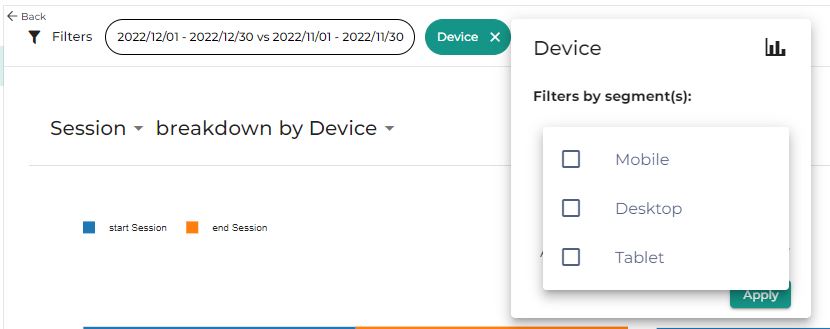 Back
Filters
2022/12/01 - 2022/12/30 vs 2022/11/01 - 2022/11/30
Device
Device
Filters by segment(s):
Session breakdown by Device
Mobile
Desktop
Tablet
start Session
end Session
Apply